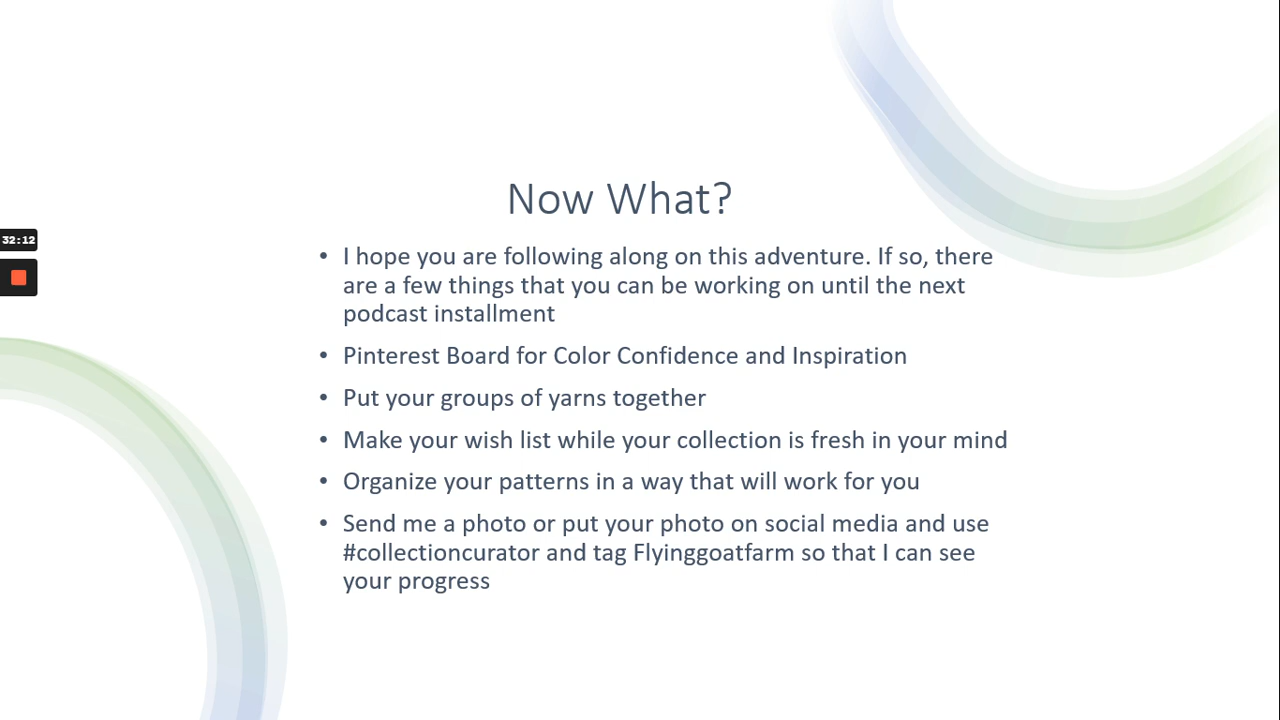 Now What?
• I hope you are following along on this adventure. If so, there
are a few things that you can be working on until the next
podcast installment
• Pinterest Board for Color Confidence and Inspiration
• Put your groups of yarns together
• Make your wish list while your collection is fresh in your mind
• Organize your patterns in a way that will work for you
• Send me a photo or put your photo on social media and use
#collectioncurator and tag Flyinggoatfarm so that I can see
your progress
32:12